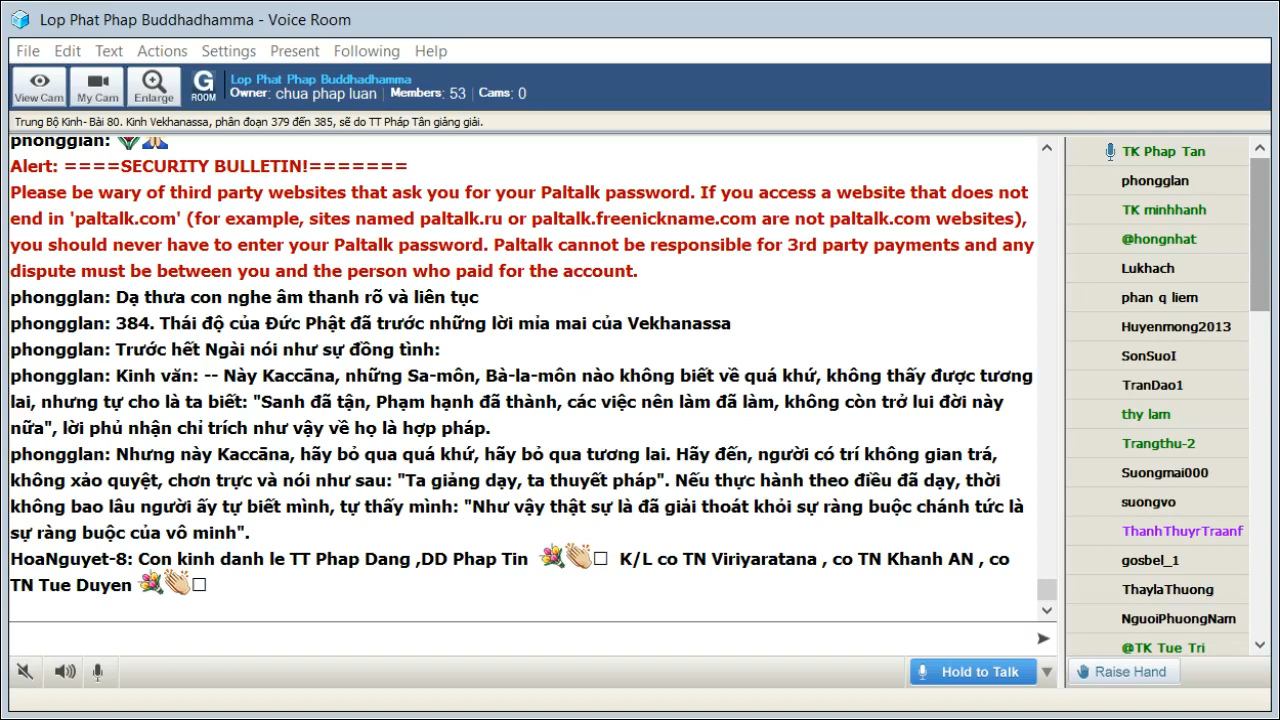 Lop Phat Phap Buddhadhamma - Voice Room
File Edit Text Actions Settings Present Following Help
View Cam My Cam Enlarge G ROOM
Lop Phat Phap Buddhadhamma
Owner: chua phap luan Members: 53 Cams: 0
Trung Bộ Kinh- Bài 80. Kinh Vekhanassa, phân đoạn 379 đến 385, sẽ do TT Pháp Tân giảng giải.
phongglan:
Alert: ====SECURITY BULLETIN!=======
Please be wary of third party websites that ask you for your Paltalk password. If you access a website that does not
end in 'paltalk.com' (for example, sites named paltalk.ru or paltalk.freenickname.com are not paltalk.com websites),
you should never have to enter your Paltalk password. Paltalk cannot be responsible for 3rd party payments and any
dispute must be between you and the person who paid for the account.
phongglan: Dạ thưa con nghe âm thanh rõ và liên tục
phongglan: 384. Thái độ của Đức Phật đã trước những lời mỉa mai của Vekhanassa
phongglan: Trước hết Ngài nói như sự đồng tình:
phongglan: Kinh văn: -- Này Kaccāna, những Sa-môn, Bà-la-môn nào không biết về quá khứ, không thấy được tương
lai, nhưng tự cho là ta biết: "Sanh đã tận, Phạm hạnh đã thành, các việc nên làm đã làm, không còn trở lui đời này
nữa", lời phủ nhận chỉ trích như vậy về họ là hợp pháp.
phongglan: Nhưng này Kaccāna, hãy bỏ qua quá khứ, hãy bỏ qua tương lai. Hãy đến, người có trí không gian trá,
không xảo quyệt, chơn trực và nói như sau: "Ta giảng dạy, ta thuyết pháp". Nếu thực hành theo điều đã dạy, thời
không bao lâu người ấy tự biết mình, tự thấy mình: "Như vậy thật sự là đã giải thoát khỏi sự ràng buộc chánh tức là
sự ràng buộc của vô minh".
HoaNguyet-8: Con kinh danh le TT Phap Dang ,DD Phap Tin K/L co TN Viriyaratana , co TN Khanh AN , co
TN Tue Duyen
TK Phap Tan
phongglan
TK minhhanh
@hongnhat
Lukhach
phan q liem
Huyenmong2013
SonSuoI
TranDao1
thy lam
Trangthu-2
Suongmai000
suongvo
ThanhThuyrTraanf
gosbel_1
ThaylaThuong
NguoiPhuongNam
@TK Tue Tri
Hold to Talk
Raise Hand